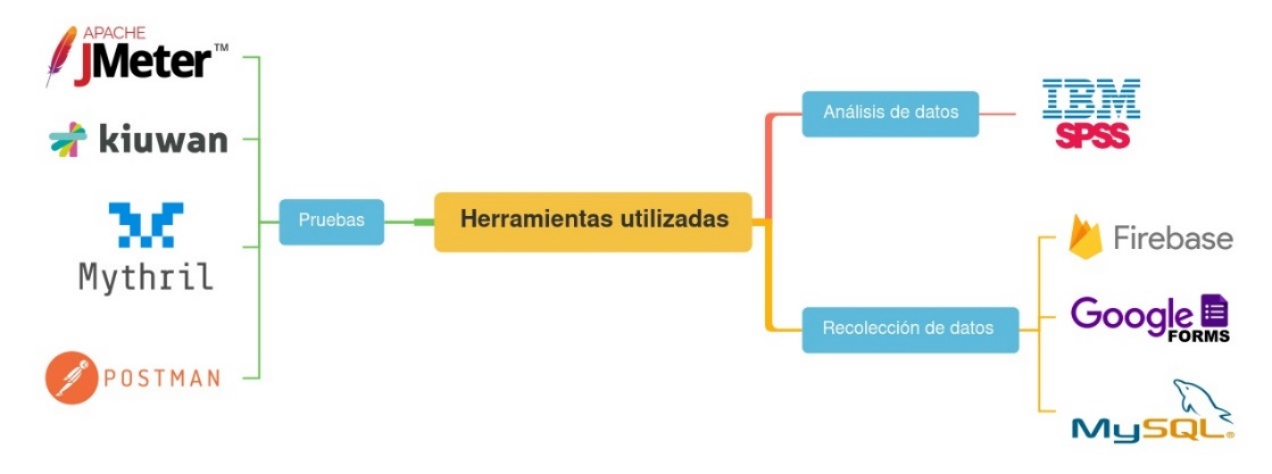 APACHE
JMeter™
kiuwan
Mythril
POSTMAN
Pruebas
Herramientas utilizadas
Análisis de datos
IBM
SPSS
Recolección de datos
Firebase
Google
FORMS
MySQL®